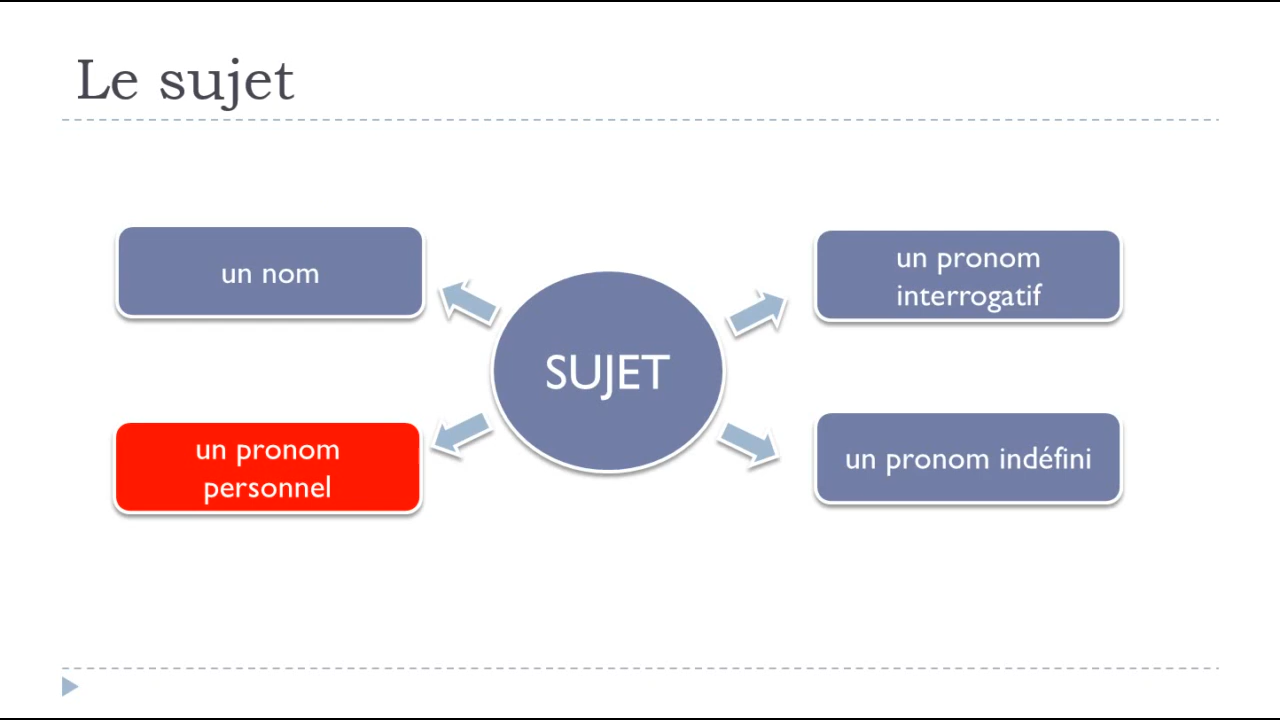 Le sujet
un nom
un pronom
interrogatif
SUJET
un pronom
personnel
un pronom indéfini